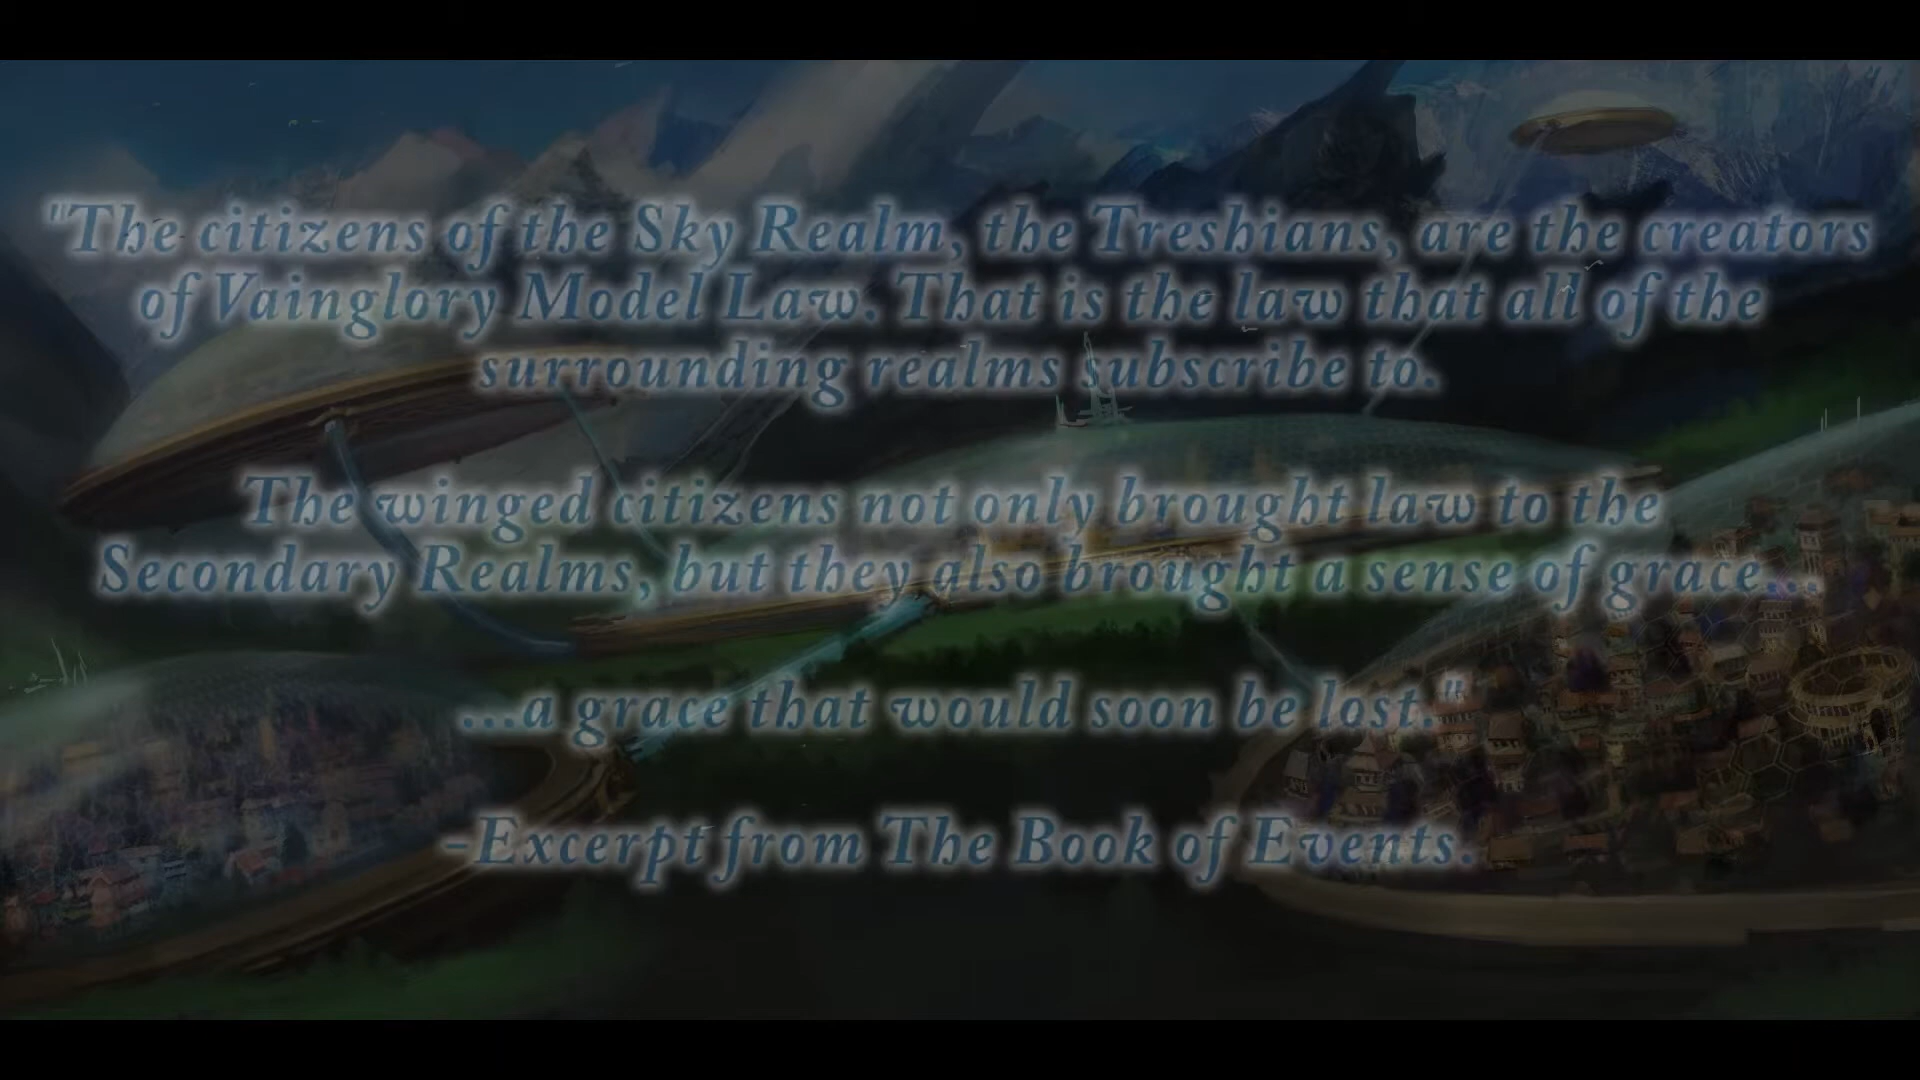 "The citizens of the Sky Realm, the Treshians, are the creators
of Vainglory Model Law. That is the law that all of the
surrounding realms subscribe to.
The winged citizens not only brought law to the
Secondary Realms, but they also brought a sense of grace...
...a grace that would soon be lost."
-Excerpt from The Book of Events.